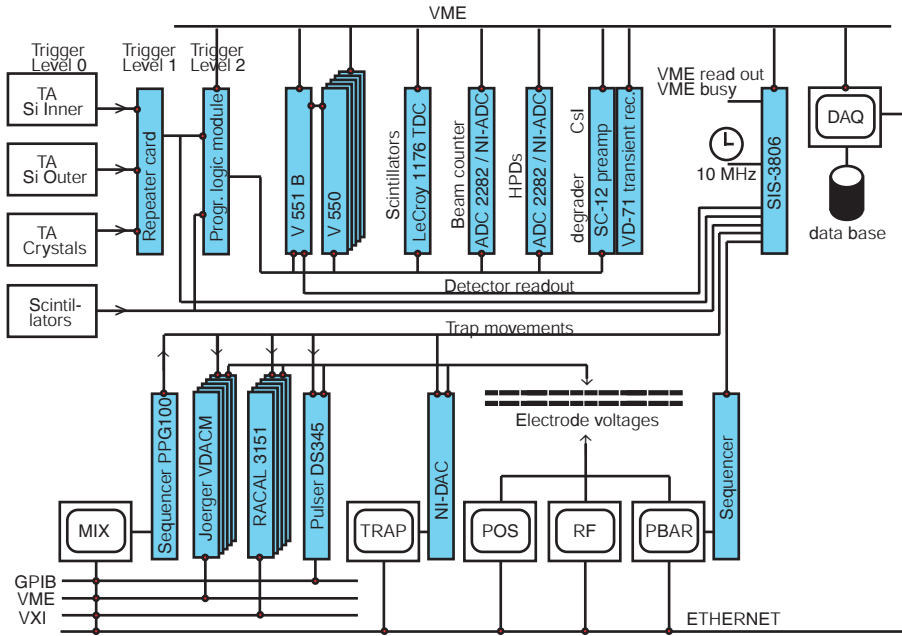 VME
Trigger
Level 0
Trigger
Level 1
Trigger
Level 2
TA
Si Inner
TA
Si Outer
TA
Crystals
Scintil-
lators
Repeater card
Progr. logic module
V 551 B
V 550
Scintillators
LeCroy 1176 TDC
Beam counter
ADC 2282 / NI-ADC
HPDs
ADC 2282 / NI-ADC
degrader CsI
SC-12 preamp
VD-71 transient rec.
VME read out
VME busy
10 MHz
SIS-3806
DAQ
data base
Detector readout
Trap movements
Sequencer PPG100
Joerger VDACM
RACAL 3151
Pulser DS345
NI-DAC
Electrode voltages
Sequencer
MIX
TRAP
POS
RF
PBAR
GPIB
VME
VXI
ETHERNET